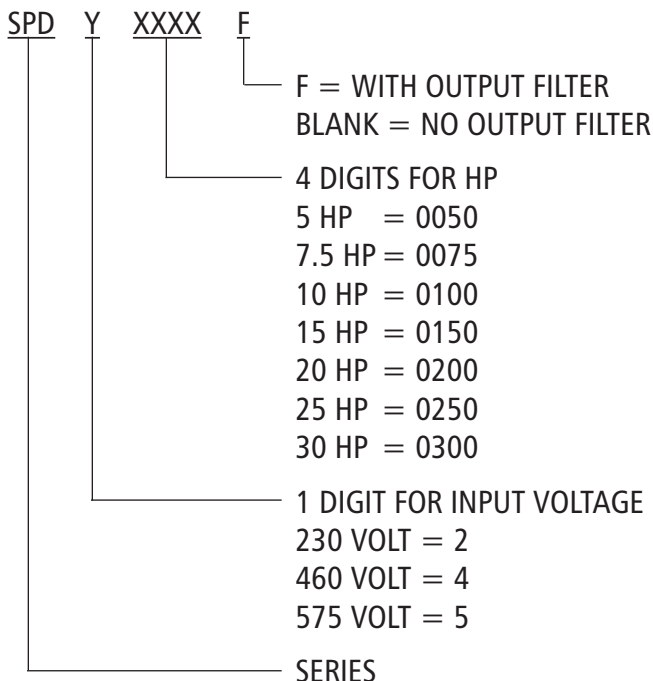 SPD Y XXXX F
F = WITH OUTPUT FILTER
BLANK = NO OUTPUT FILTER
4 DIGITS FOR HP
5 HP = 0050
7.5 HP = 0075
10 HP = 0100
15 HP = 0150
20 HP = 0200
25 HP = 0250
30 HP = 0300
1 DIGIT FOR INPUT VOLTAGE
230 VOLT = 2
460 VOLT = 4
575 VOLT = 5
SERIES